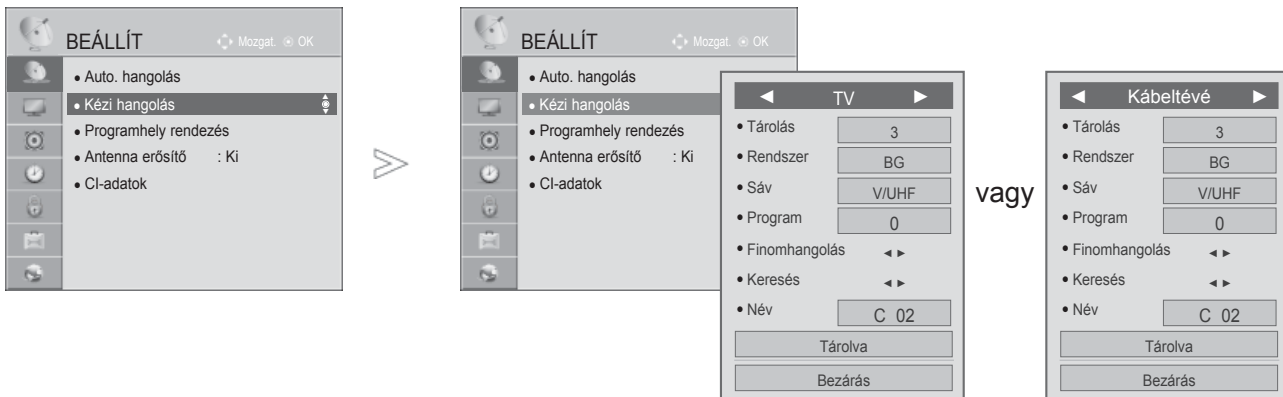 BEÁLLÍT Mozgat. OK
• Auto. hangolás
• Kézi hangolás
• Programhely rendezés
• Antenna erősítő : Ki
• CI-adatok
BEÁLLÍT Mozgat. OK
• Auto. hangolás
• Kézi hangolás
• Programhely rendezés
• Antenna erősítő : Ki
• CI-adatok
◄ TV ►
• Tárolás 3
• Rendszer BG
• Sáv V/UHF
• Program 0
• Finomhangolás ◄ ►
• Keresés ◄ ►
• Név C 02
Tárolva
Bezárás
vagy
◄ Kábeltévé ►
• Tárolás 3
• Rendszer BG
• Sáv V/UHF
• Program 0
• Finomhangolás ◄ ►
• Keresés ◄ ►
• Név C 02
Tárolva
Bezárás